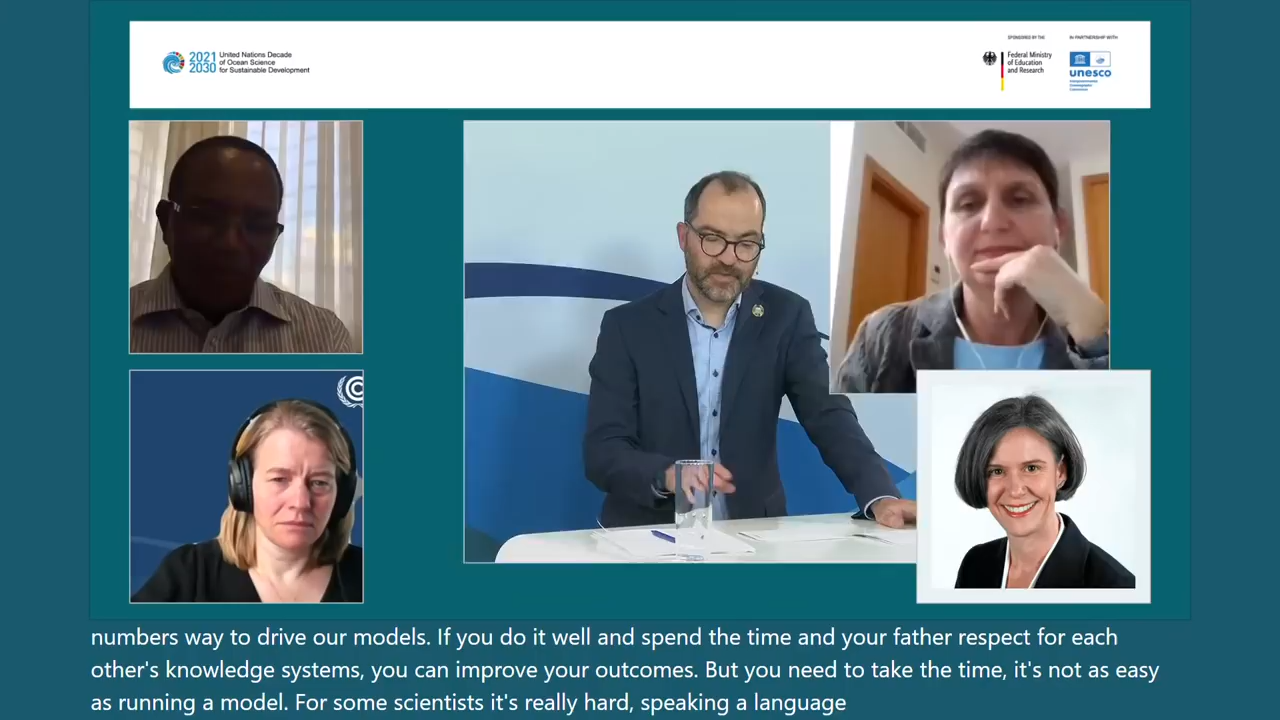 2021
2030
United Nations Decade
of Ocean Science
for Sustainable Development
SPONSORED BY THE
Federal Ministry
of Education
and Research
IN PARTNERSHIP WITH
unesco
numbers way to drive our models. If you do it well and spend the time and your father respect for each
other's knowledge systems, you can improve your outcomes. But you need to take the time, it's not as easy
as running a model. For some scientists it's really hard, speaking a language